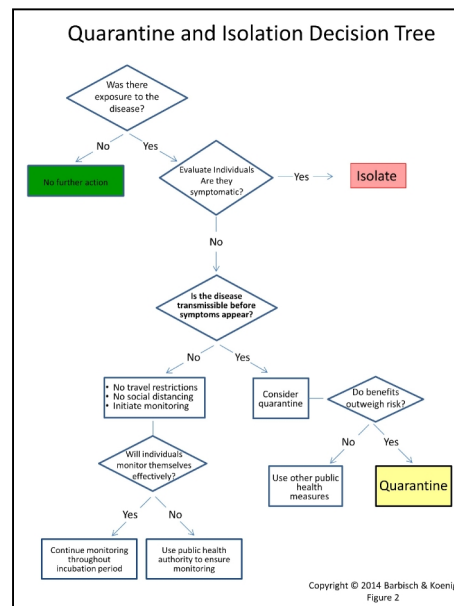 Quarantine and Isolation Decision Tree
Was there
exposure to the
disease?
No
Yes
No further action
Evaluate Individuals
Are they
symptomatic?
Yes
Isolate
No
Is the disease
transmissible before
symptoms appear?
No
Yes
• No travel restrictions
• No social distancing
• Initiate monitoring
Consider
quarantine
Do benefits
outweigh risk?
Will individuals
monitor themselves
effectively?
No
Yes
Use other public
health
measures
Quarantine
Yes
No
Continue monitoring
throughout
incubation period
Use public health
authority to ensure
monitoring
Copyright © 2014 Barbisch & Koenig
Figure 2